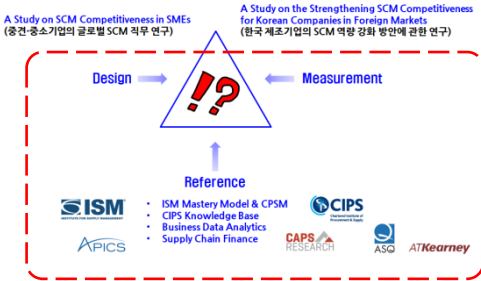 A Study on SCM Competitiveness in SMEs
(중견·중소기업의 글로벌 SCM 직무 연구)
A Study on the Strengthening SCM Competitiveness
for Korean Companies in Foreign Markets
(한국 제조기업의 SCM 역량 강화 방안에 관한 연구)
Design
!?
Measurement
Reference
• ISM Mastery Model & CPSM
• CIPS Knowledge Base
• Business Data Analytics
• Supply Chain Finance
ISM
INSTITUTE FOR SUPPLY MANAGEMENT
APICS
CIPS
Chartered Institute of
Procurement & Supply
CAPS
RESEARCH
ASQ
ATKearney